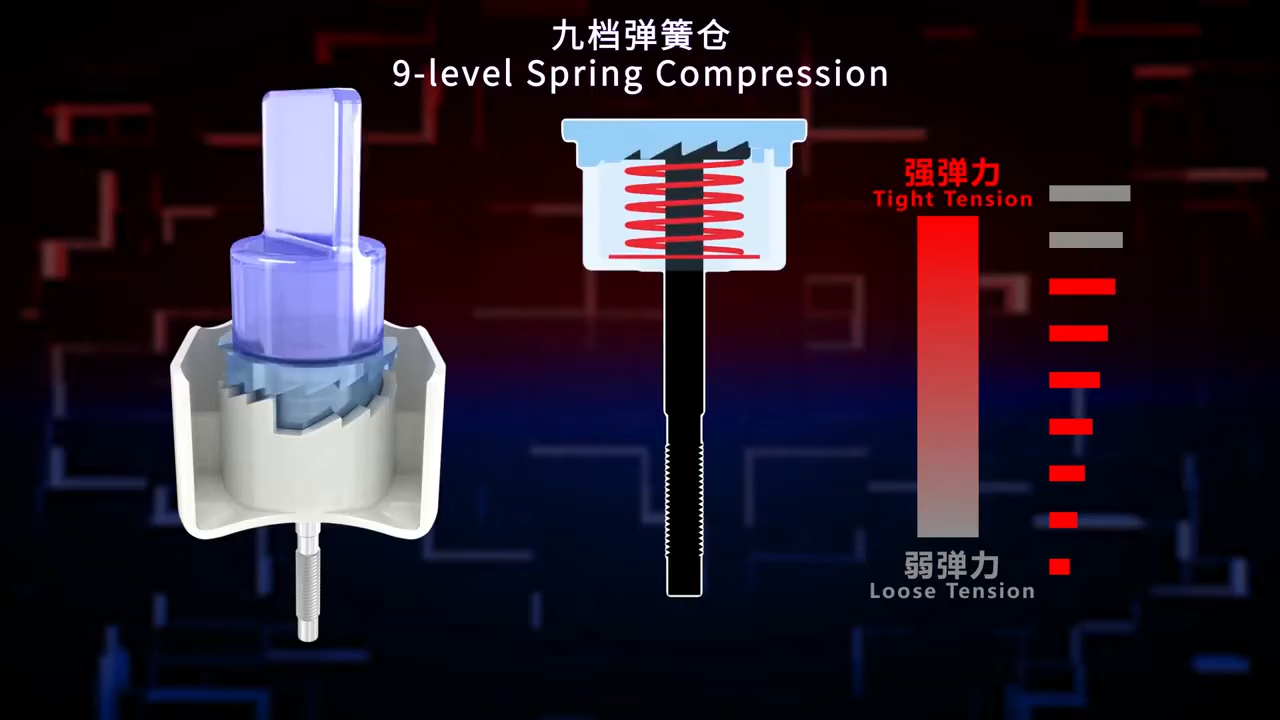 九档弹簧仓
9-level Spring Compression
强弹力
Tight Tension
弱弹力
Loose Tension